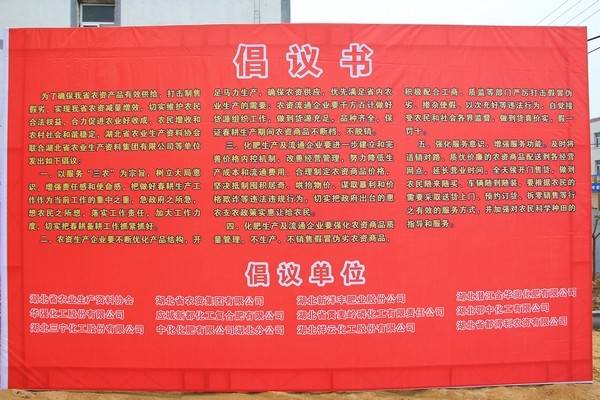 倡议书
为了确保我省农资产品有效供给，打击制售
假劣，实现我省农资减量增效，切实维护农民
合法权益，合力促进农业好收成、农民增收和
农村社会和谐稳定，湖北省农业生产资料协会
联合湖北省农业生产资料集团有限公司等单位
发出如下倡议：
一、以服务“三农”为宗旨，树立大局意
识，增强责任感和使命感，把做好春耕生产工
作作为当前工作的重中之重，急政府之所急，
想农民之所想，落实工作责任，加大工作力
度，切实把春耕备耕工作抓紧抓好。
二、农资生产企业要不断优化产品结构，开
足马力生产，确保农资供应，优先满足省内农
业生产的需要；农资流通企业要千方百计做好
货源组织工作，做到货源充足，品种齐全，保
证春耕生产期间农资商品不断档、不脱销。
三、化肥生产及流通企业要进一步建立和完
善价格内控机制，改善经营管理，努力降低生
产成本和流通费用，合理制定农资商品价格，
坚决抵制囤积居奇、哄抬物价、谋取暴利和价
格欺诈等违法违规行为，切实把政府出台的惠
农支农政策实惠让给农民。
四、化肥生产及流通企业要强化农资商品质
量管理，不生产、不销售假冒伪劣农资商品，
积极配合工商、质监等部门严厉打击假冒伪
劣、掺杂使假、以次充好等违法行为，自觉接
受农民和社会各界监督，做到货真价实，假一
罚十。
五、强化服务意识，增强服务功能，及时将
适销对路、质优价廉的农资商品配送到各经营
网点，延长营业时间，全天候开门售货，做到
农民随来随买、车辆随到随装；要根据农民的
需要采取送货上门、预约订货、拆零销售等行
之有效的服务方式，并加强对农民科学种田的
指导和服务。
倡议单位
湖北省农业生产资料协会 湖北省农资集团有限公司 湖北新洋丰肥业股份公司 湖北潜江金华润化肥有限公司
华强化工股份有限公司 应城新都化工复合肥有限公司 湖北省黄麦岭磷化工有限责任公司 湖北鄂中化工有限公司
湖北三宁化工股份有限公司 中化化肥有限公司湖北分公司 湖北祥云化工股份有限公司 湖北省都得利农资有限公司